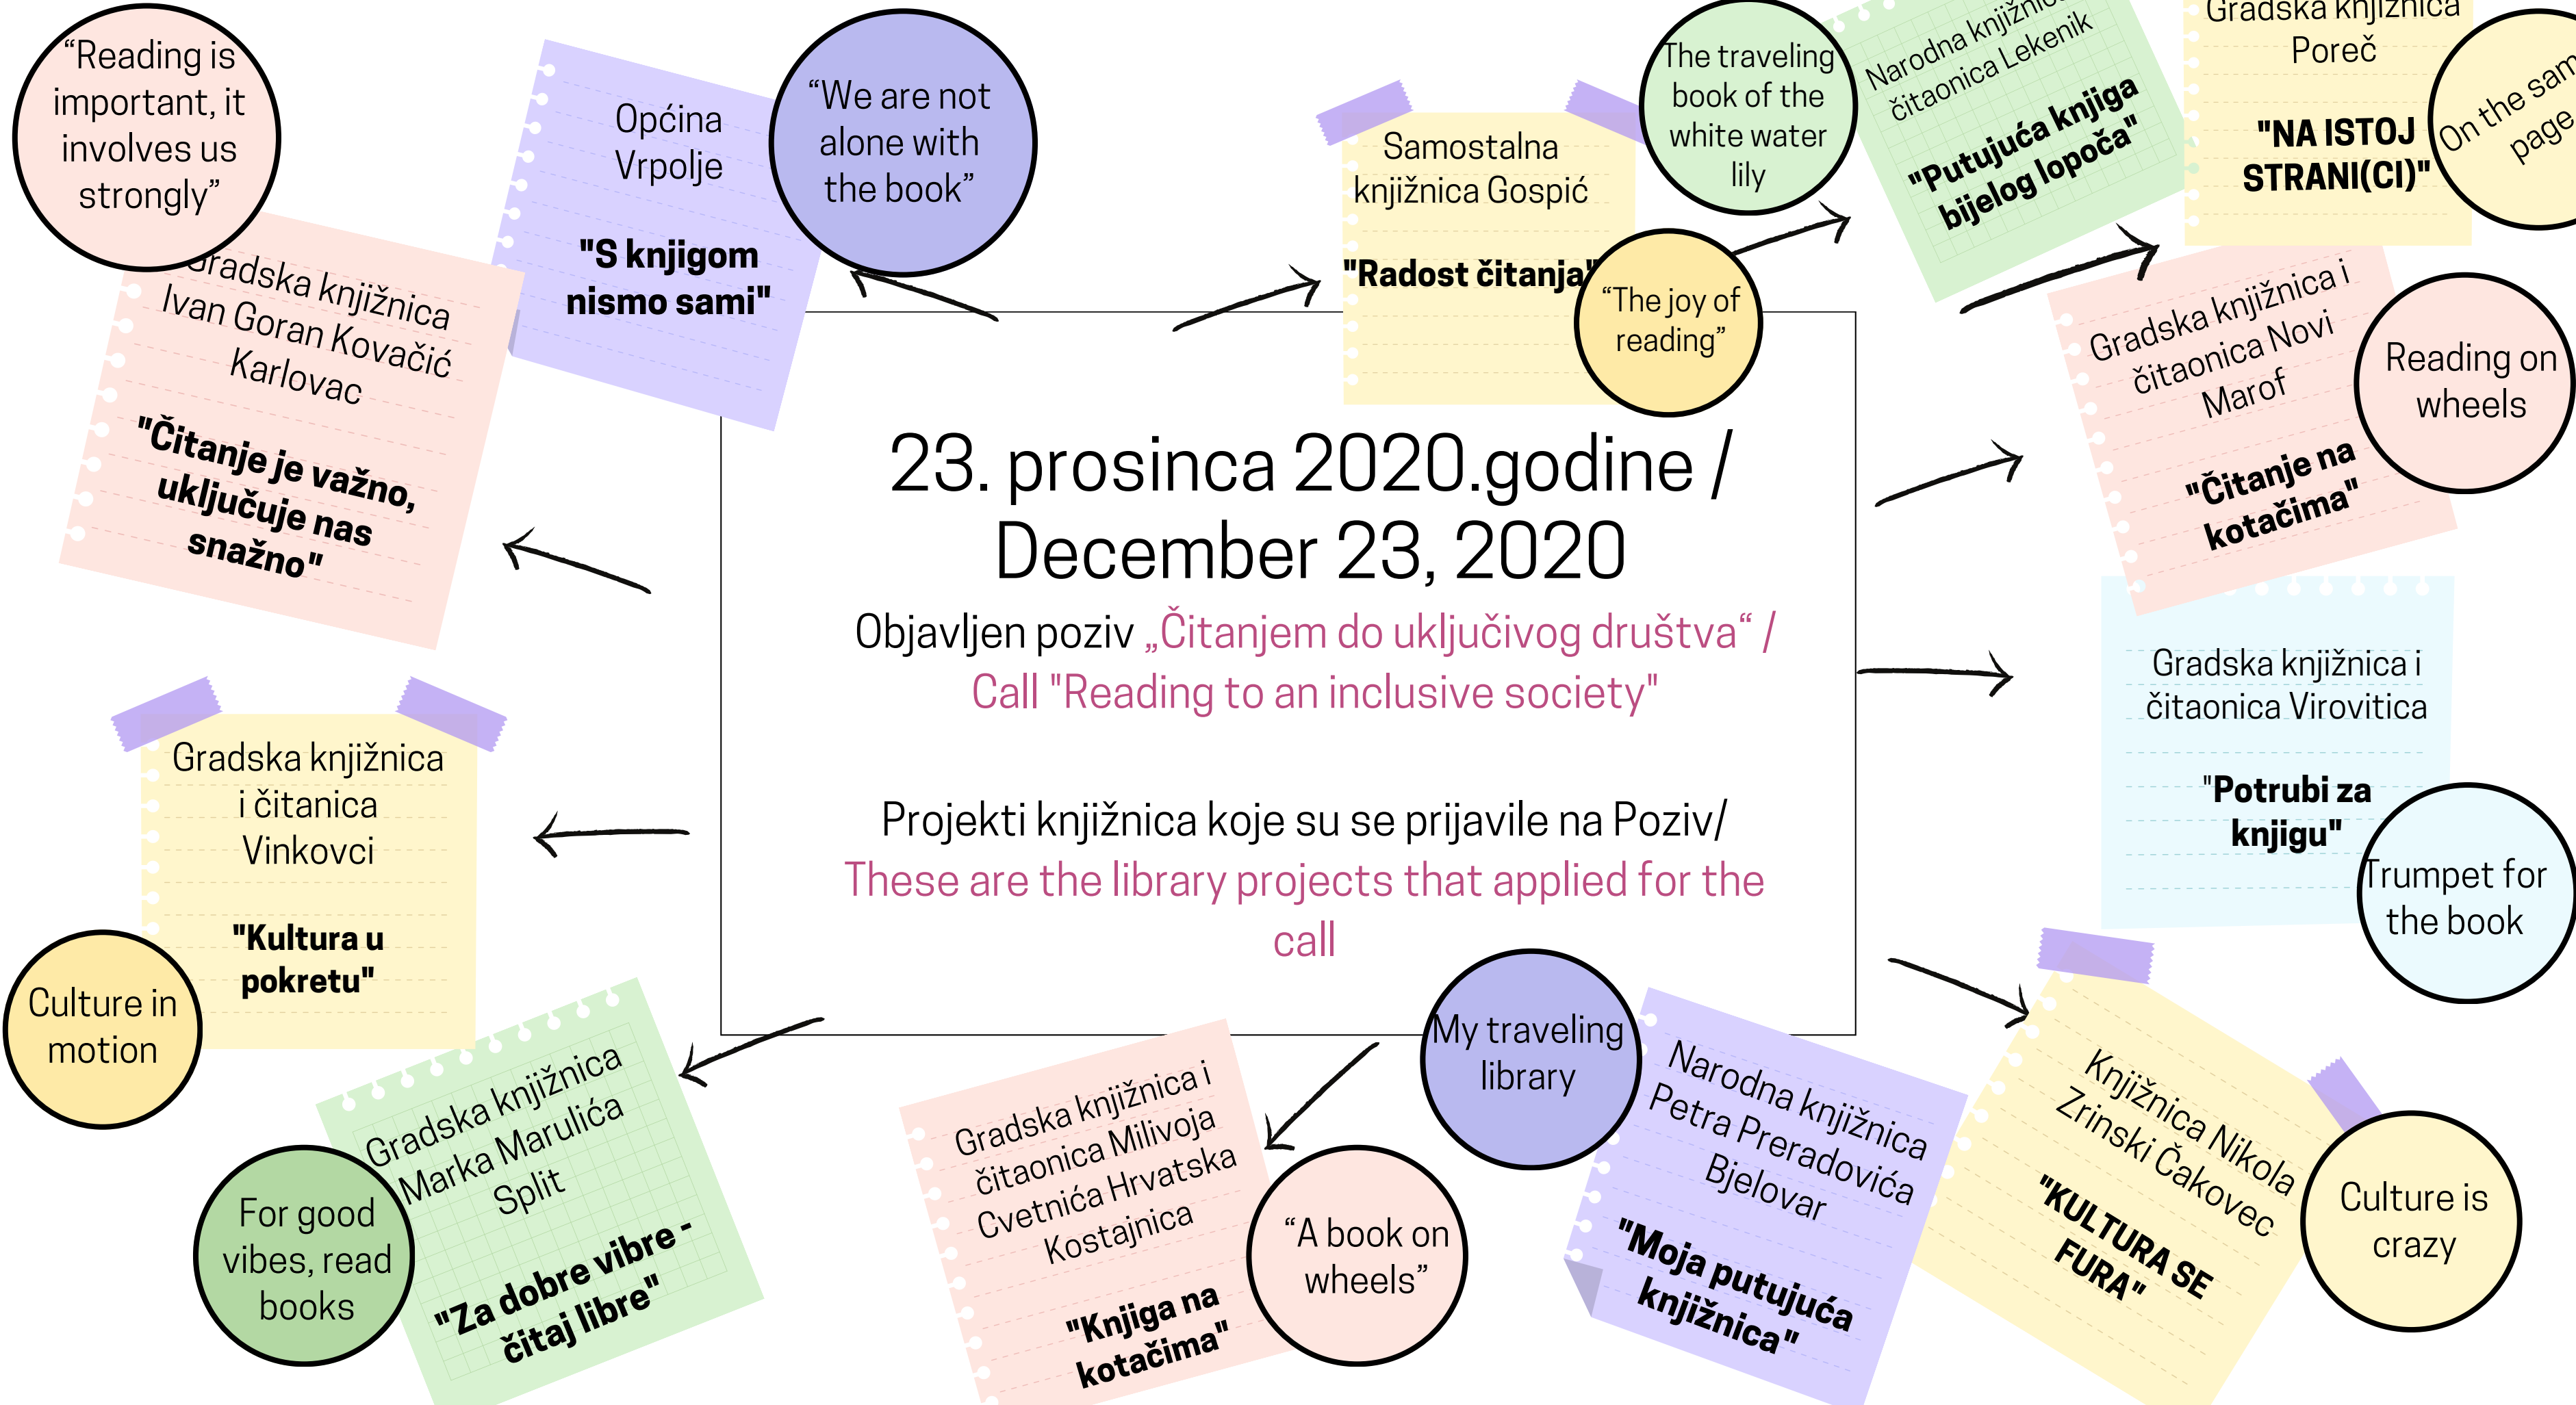 “Reading is
important, it
involves us
strongly”
Gradska knjižnica
Ivan Goran Kovačić
Karlovac
"Čitanje je važno,
uključuje nas
snažno"
Općina
Vrpolje
"S knjigom
nismo sami"
“We are not
alone with
the book”
Samostalna
knjižnica Gospić
"Radost čitanja"
“The joy of
reading”
The traveling
book of the
white water
lily
Narodna knjižnica
čitaonica Lekenik
"Putujuća knjiga
bijelog lopoča"
Gradska knjižnica
Poreč
"NA ISTOJ
STRANI(CI)"
On the sam
page
Gradska knjižnica i
čitaonica Novi
Marof
"Čitanje na
kotačima"
Reading on
wheels
23. prosinca 2020.godine /
December 23, 2020
Objavljen poziv „Čitanjem do uključivog društva“ /
Call "Reading to an inclusive society"
Projekti knjižnica koje su se prijavile na Poziv/
These are the library projects that applied for the
call
Gradska knjižnica i
čitaonica Virovitica
"Potrubi za
knjigu"
Trumpet for
the book
Gradska knjižnica
i čitanica
Vinkovci
"Kultura u
pokretu"
Culture in
motion
Gradska knjižnica
Marka Marulića
Split
"Za dobre vibre -
čitaj libre"
For good
vibes, read
books
Gradska knjižnica i
čitaonica Milivoja
Cvetnića Hrvatska
Kostajnica
"Knjiga na
kotačima"
“A book on
wheels”
My traveling
library
Narodna knjižnica
Petra Preradovića
Bjelovar
"Moja putujuća
knjižnica"
Knjižnica Nikola
Zrinski Čakovec
"KULTURA SE
FURA"
Culture is
crazy